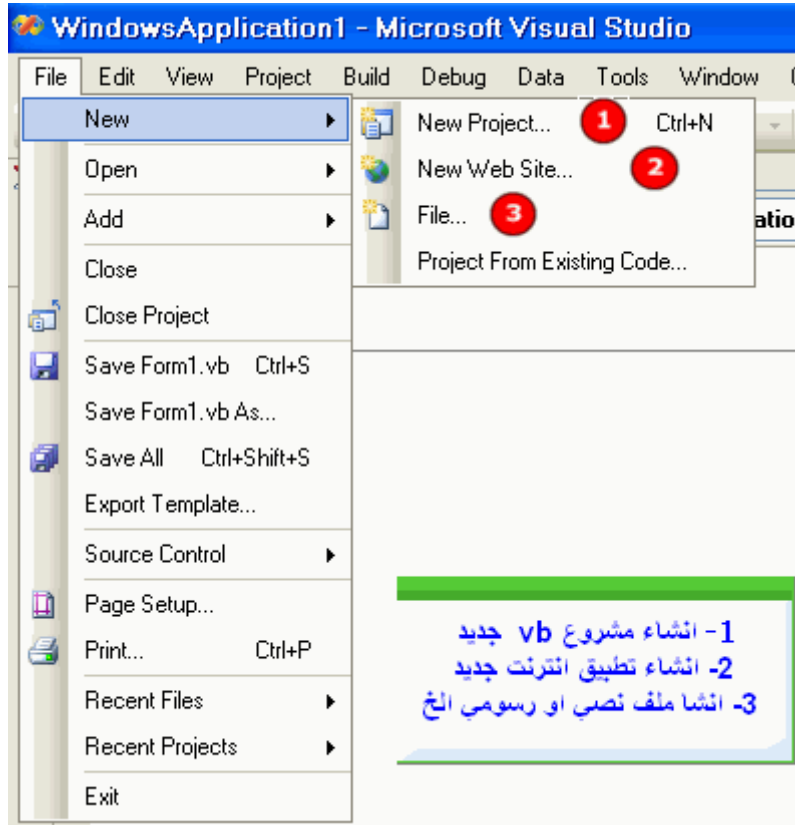 WindowsApplication1 - Microsoft Visual Studio
File Edit View Project Build Debug Data Tools Window
New
Open
Add
Close
Close Project
Save Form1.vb Ctrl+S
Save Form1.vb As...
Save All Ctrl+Shift+S
Export Template...
Source Control
Page Setup...
Print... Ctrl+P
Recent Files
Recent Projects
Exit
New Project... 1 Ctrl+N
New Web Site... 2
File... 3
Project From Existing Code...
atio
1- انشاء مشروع vb جديد
2- انشاء تطبيق انترنت جديد
3- انشا ملف نصي او رسومي الخ